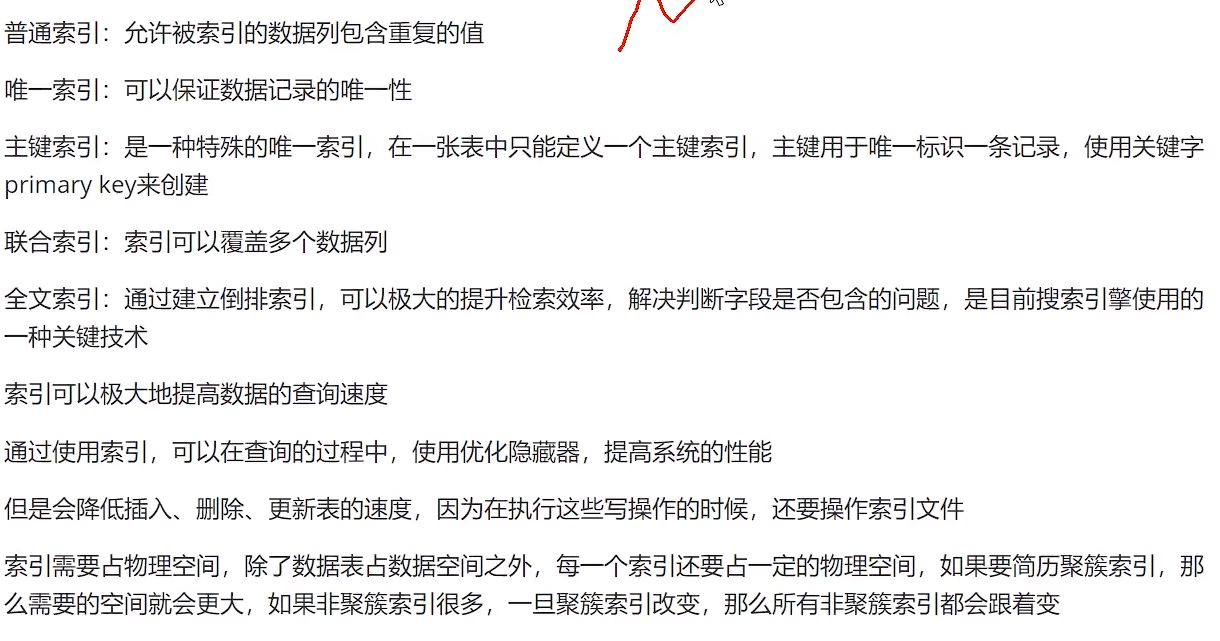 普通索引：允许被索引的数据列包含重复的值
唯一索引：可以保证数据记录的唯一性
主键索引：是一种特殊的唯一索引，在一张表中只能定义一个主键索引，主键用于唯一标识一条记录，使用关键字
primary key来创建
联合索引：索引可以覆盖多个数据列
全文索引：通过建立倒排索引，可以极大的提升检索效率，解决判断字段是否包含的问题，是目前搜索引擎使用的
一种关键技术
索引可以极大地提高数据的查询速度
通过使用索引，可以在查询的过程中，使用优化隐藏器，提高系统的性能
但是会降低插入、删除、更新表的速度，因为在执行这些写操作的时候，还要操作索引文件
索引需要占物理空间，除了数据表占数据空间之外，每一个索引还要占一定的物理空间，如果要简历聚簇索引，那
么需要的空间就会更大，如果非聚簇索引很多，一旦聚簇索引改变，那么所有非聚簇索引都会跟着变